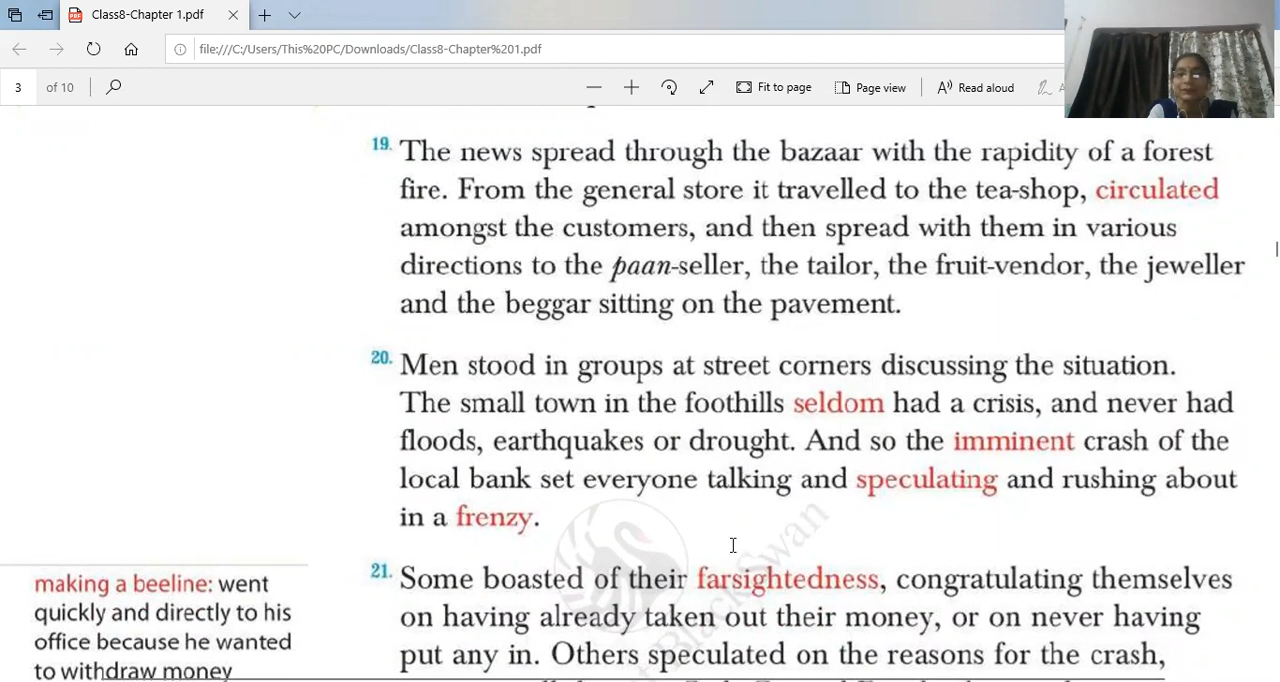 Class8-Chapter 1.pdf
file:///C:/Users/This%20PC/Downloads/Class8-Chapter%201.pdf
3 of 10 Fit to page Page view Read aloud
19. The news spread through the bazaar with the rapidity of a forest
fire. From the general store it travelled to the tea-shop, circulated
amongst the customers, and then spread with them in various
directions to the paan-seller, the tailor, the fruit-vendor, the jeweller
and the beggar sitting on the pavement.
20. Men stood in groups at street corners discussing the situation.
The small town in the foothills seldom had a crisis, and never had
floods, earthquakes or drought. And so the imminent crash of the
local bank set everyone talking and speculating and rushing about
in a frenzy.
21. Some boasted of their farsightedness, congratulating themselves
on having already taken out their money, or on never having
put any in. Others speculated on the reasons for the crash,
making a beeline: went
quickly and directly to his
office because he wanted
to withdraw money
BlackSwan